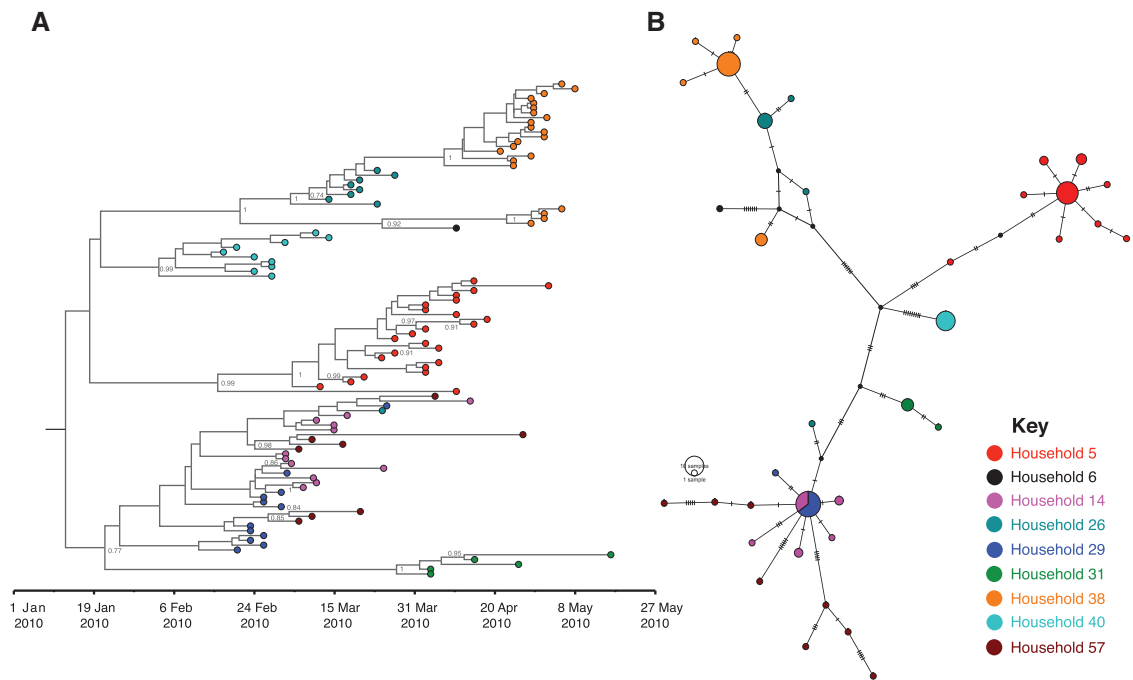 A
B
1
0.74
1
1
0.92
1
0.99
0.97
0.91
0.91
0.99
1
0.99
0.98
0.86
1
0.84
0.85
0.77
0.95
1
1 Jan 2010
19 Jan 2010
6 Feb 2010
24 Feb 2010
15 Mar 2010
31 Mar 2010
20 Apr 2010
8 May 2010
27 May 2010
10 samples
1 sample
Key
Household 5
Household 6
Household 14
Household 26
Household 29
Household 31
Household 38
Household 40
Household 57